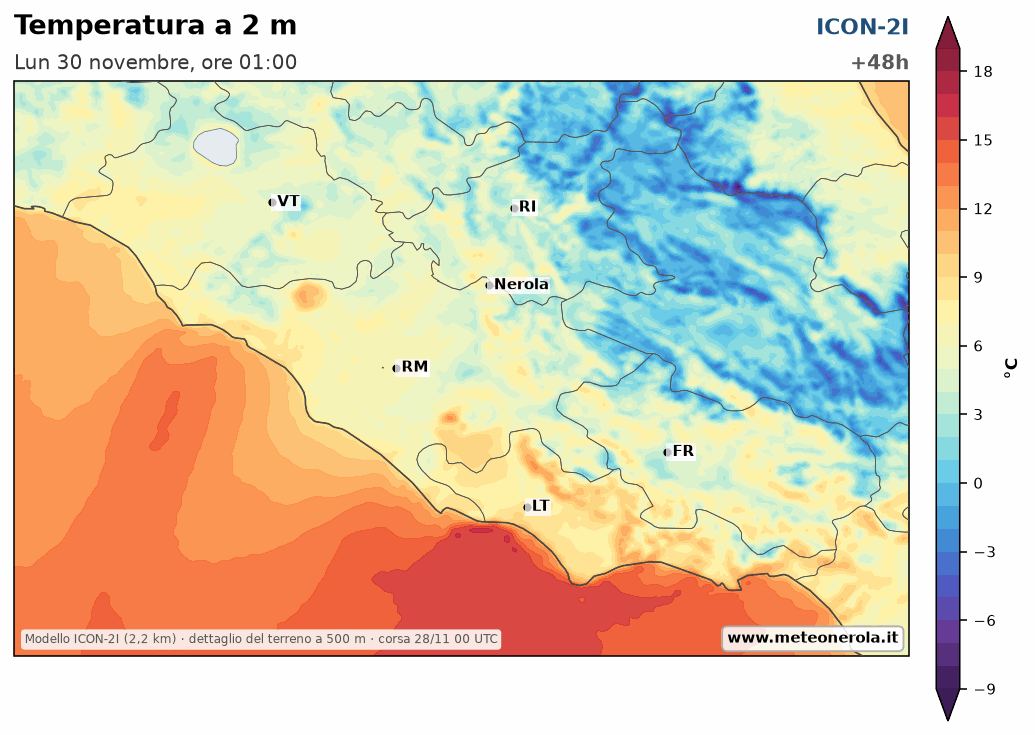 Temperatura a 2 m
ICON-2I
Lun 30 novembre, ore 01:00
+48h
18
15
12
9
6
3
0
−3
−6
−9
°C
VT
RI
Nerola
RM
FR
LT
Modello ICON-2I (2,2 km) · dettaglio del terreno a 500 m · corsa 28/11 00 UTC
www.meteonerola.it